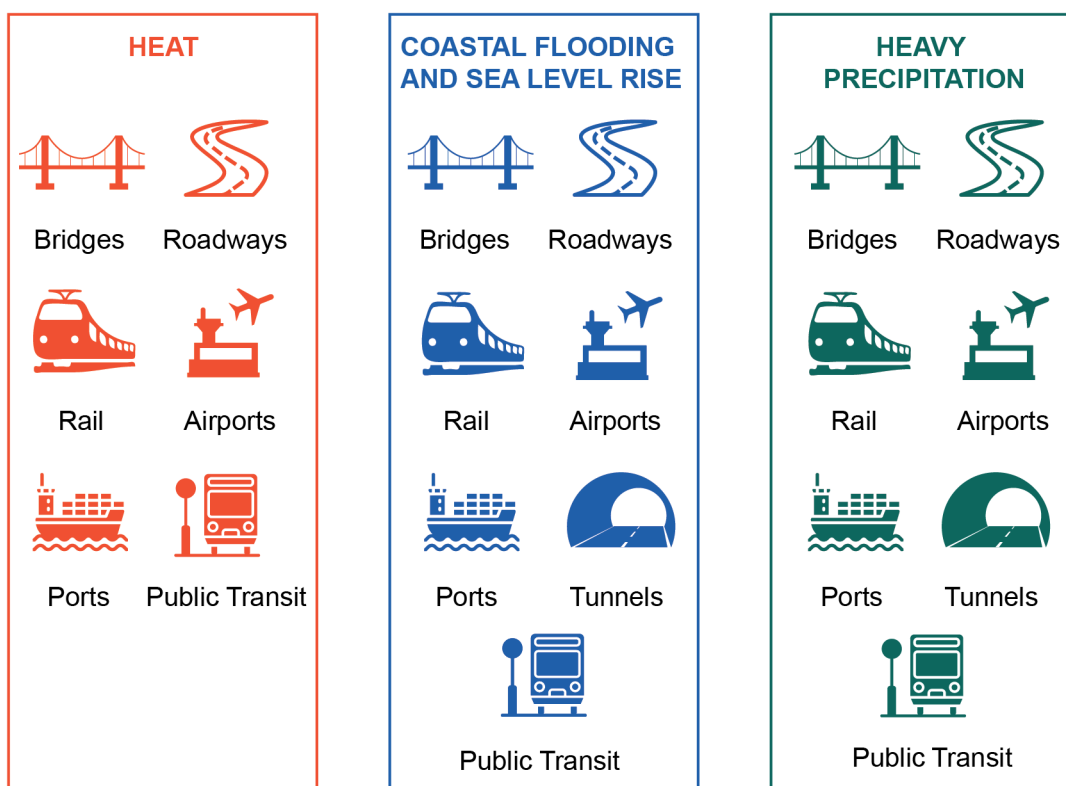 HEAT
Bridges
Roadways
Rail
Airports
Ports
Public Transit
COASTAL FLOODING
AND SEA LEVEL RISE
Bridges
Roadways
Rail
Airports
Ports
Tunnels
Public Transit
HEAVY
PRECIPITATION
Bridges
Roadways
Rail
Airports
Ports
Tunnels
Public Transit